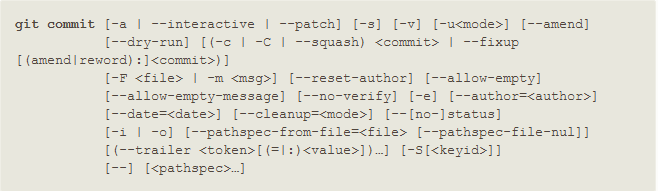 git commit [-a | --interactive | --patch] [-s] [-v] [-u<mode>] [--amend]
[--dry-run] [(-c | -C | --squash) <commit> | --fixup
[(amend|reword):]<commit>)]
[-F <file> | -m <msg>] [--reset-author] [--allow-empty]
[--allow-empty-message] [--no-verify] [-e] [--author=<author>]
[--date=<date>] [--cleanup=<mode>] [--[no-]status]
[-i | -o] [--pathspec-from-file=<file> [--pathspec-file-nul]]
[(--trailer <token>[(=|:)<value>])…] [-S[<keyid>]]
[--] [<pathspec>…]